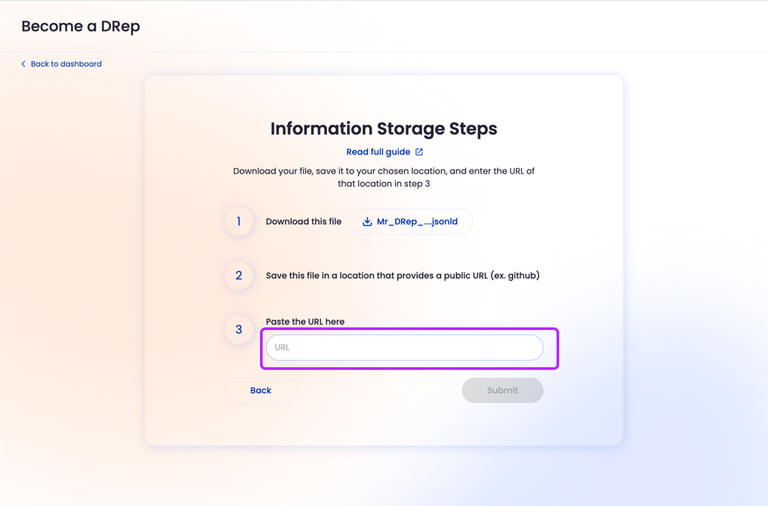 Become a DRep
Back to dashboard
Information Storage Steps
Read full guide
Download your file, save it to your chosen location, and enter the URL of
that location in step 3
1
Download this file
Mr_DRep_....jsonld
2
Save this file in a location that provides a public URL (ex. github)
3
Paste the URL here
URL
Back
Submit